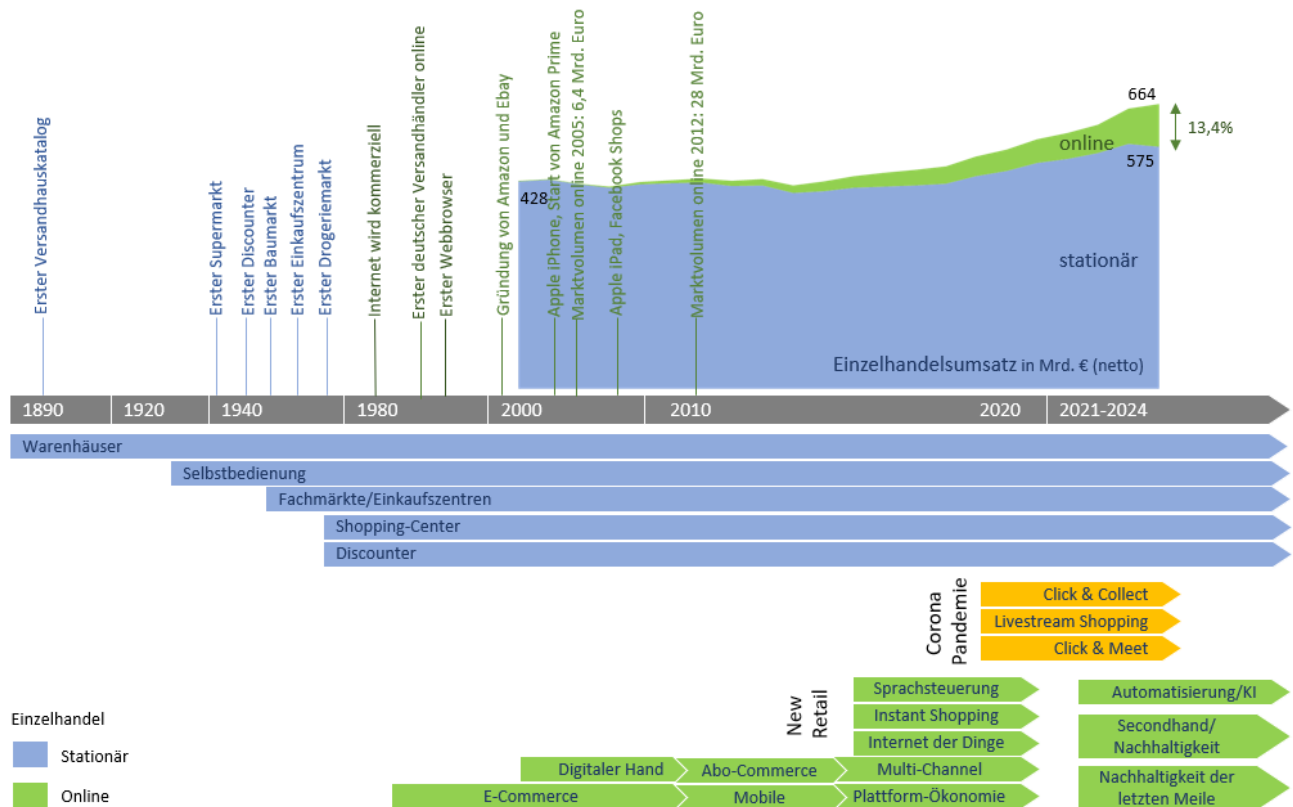 Erster Versandhauskatalog
Erster Supermarkt
Erster Discounter
Erster Baumarkt
Erster Einkaufszentrum
Erster Drogeriemarkt
Internet wird kommerziell
Erster deutscher Versandhändler online
Erster Webbrowser
Gründung von Amazon und Ebay
Apple iPhone, Start von Amazon Prime
Marktvolumen online 2005: 6,4 Mrd. Euro
Apple iPad, Facebook Shops
Marktvolumen online 2012: 28 Mrd. Euro
664
13,4%
online
575
428
stationär
Einzelhandelsumsatz in Mrd. € (netto)
1890
1920
1940
1980
2000
2010
2020
2021-2024
Warenhäuser
Selbstbedienung
Fachmärkte/Einkaufszentren
Shopping-Center
Discounter
Corona
Pandemie
Click & Collect
Livestream Shopping
Click & Meet
New
Retail
Sprachsteuerung
Instant Shopping
Internet der Dinge
Automatisierung/KI
Secondhand/
Nachhaltigkeit
Digitaler Hand
Abo-Commerce
Multi-Channel
Nachhaltigkeit der
letzten Meile
E-Commerce
Mobile
Plattform-Ökonomie
Einzelhandel
Stationär
Online